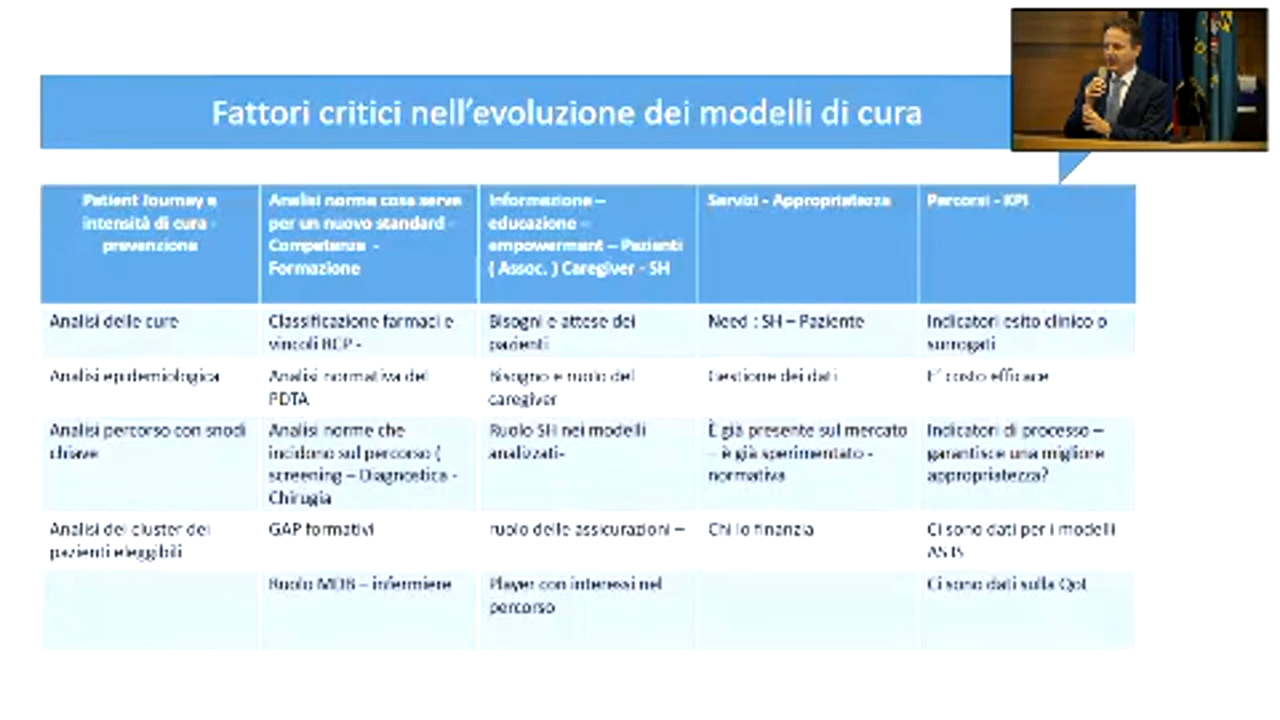 Fattori critici nell'evoluzione dei modelli di cura
Patient Journey e
intensità di cura -
prevenzione
Analisi norme cosa serve
per un nuovo standard -
Competenze -
Formazione
Informazione –
educazione –
empowerment – Pazienti
( Assoc. ) Caregiver - SH
Servizi - Appropriatezza
Percorsi - KPI
Analisi delle cure
Classificazione farmaci e
vincoli RCP -
Bisogni e attese dei
pazienti
Need : SH – Paziente
Indicatori esito clinico o
surrogati
Analisi epidemiologica
Analisi normativa del
PDTA
Bisogno e ruolo del
caregiver
Gestione dei dati
E' costo efficace
Analisi percorso con snodi
chiave
Analisi norme che
incidono sul percorso (
screening – Diagnostica -
Chirugia
Ruolo SH nei modelli
analizzati-
È già presente sul mercato
– è già sperimentato -
normativa
Indicatori di processo –
garantisce una migliore
appropriatezza?
Analisi dei cluster dei
pazienti eleggibili
GAP formativi
ruolo delle assicurazioni –
Chi lo finanzia
Ci sono dati per i modelli
AS IS
Ruolo – infermiere
Player con interessi nel
percorso
Ci sono dati sulla QoL